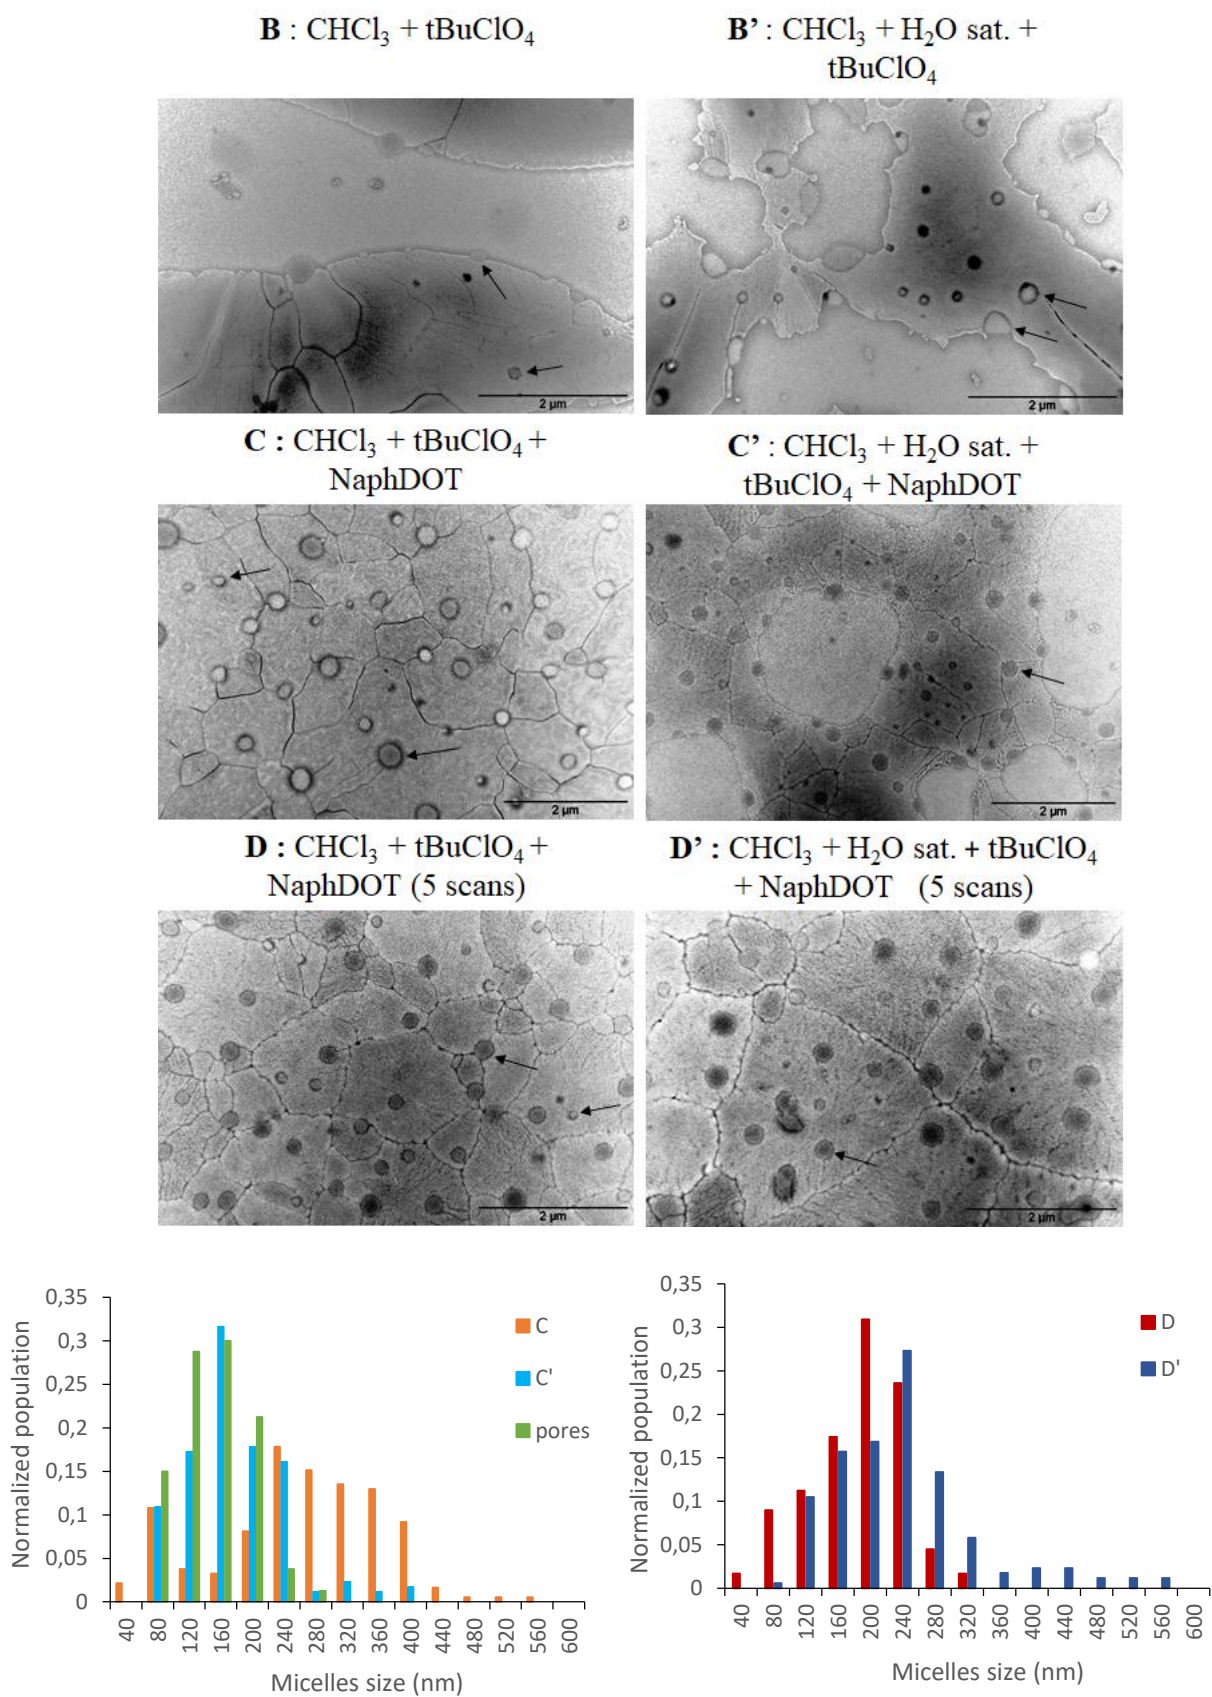 B : CHCl₃ + tBuClO₄
B’ : CHCl₃ + H₂O sat. +
tBuClO₄
2 µm
2 µm
C : CHCl₃ + tBuClO₄ +
NaphDOT
C’ : CHCl₃ + H₂O sat. +
tBuClO₄ + NaphDOT
2 µm
2 µm
D : CHCl₃ + tBuClO₄ +
NaphDOT (5 scans)
D’ : CHCl₃ + H₂O sat. + tBuClO₄
+ NaphDOT (5 scans)
2 µm
2 µm
Normalized population
0,35
0,3
0,25
0,2
0,15
0,1
0,05
0
40 80 120 160 200 240 280 320 360 400 440 480 520 560 600
Micelles size (nm)
C
C'
pores
Normalized population
0,35
0,3
0,25
0,2
0,15
0,1
0,05
0
40 80 120 160 200 240 280 320 360 400 440 480 520 560 600
Micelles size (nm)
D
D'